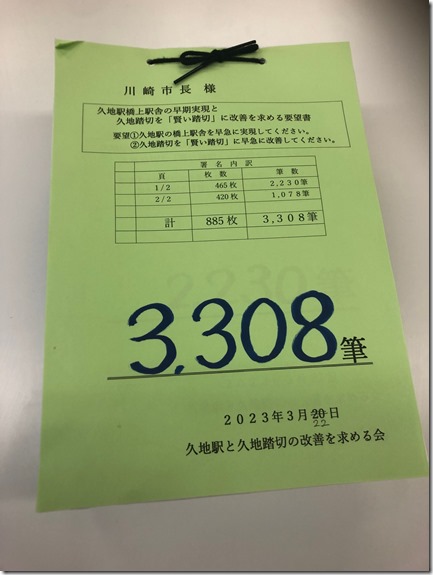 川崎市長 様
久地駅橋上駅舎の早期実現と
久地踏切を「賢い踏切」に改善を求める要望書
要望①久地駅の橋上駅舎を早急に実現してください。
②久地踏切を「賢い踏切」に早急に改善してください。
署名内訳
頁 枚数 筆数
1/2 465枚 2,230筆
2/2 420枚 1,078筆
計 885枚 3,308筆
3,308筆
2023年3月20日
22
久地駅と久地踏切の改善を求める会